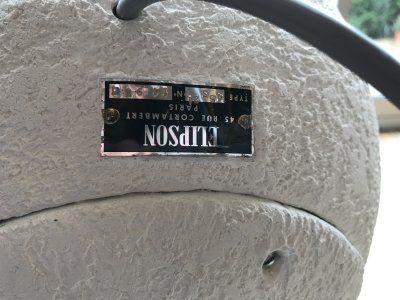 ELIPSON
45 RUE CORTAMBERT
PARIS
TYPE N°